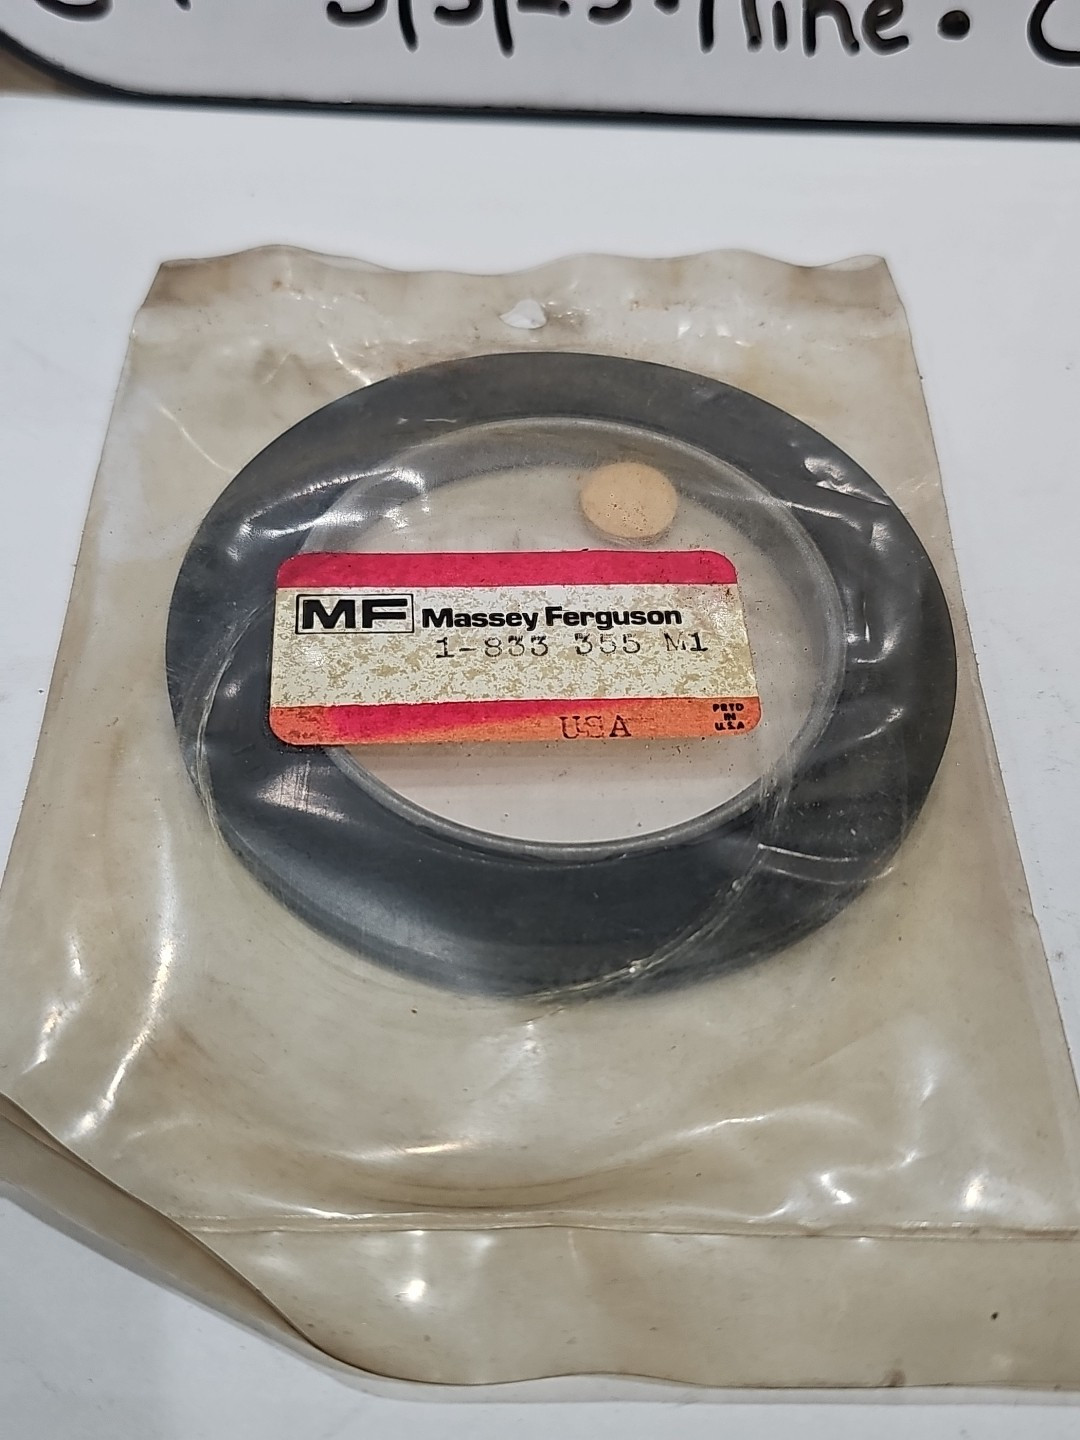 MF Massey Ferguson
1-833 355 M1
USA
PRTD
IN
U.S.A